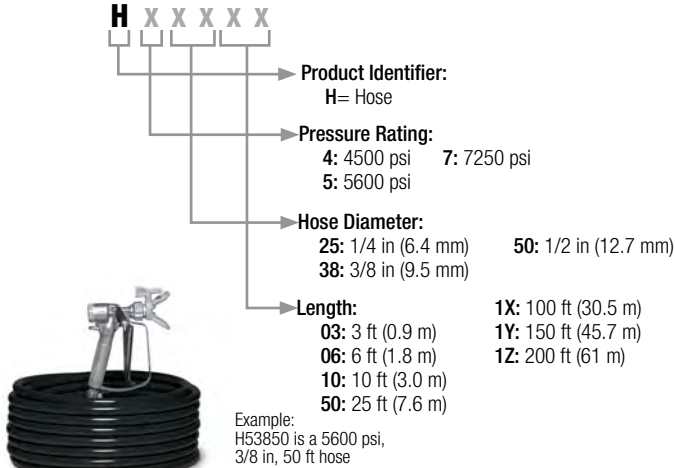 H X X X X X
Product Identifier:
H= Hose
Pressure Rating:
4: 4500 psi 7: 7250 psi
5: 5600 psi
Hose Diameter:
25: 1/4 in (6.4 mm) 50: 1/2 in (12.7 mm)
38: 3/8 in (9.5 mm)
Length: 1X: 100 ft (30.5 m)
03: 3 ft (0.9 m) 1Y: 150 ft (45.7 m)
06: 6 ft (1.8 m) 1Z: 200 ft (61 m)
10: 10 ft (3.0 m)
50: 25 ft (7.6 m)
Example:
H53850 is a 5600 psi,
3/8 in, 50 ft hose